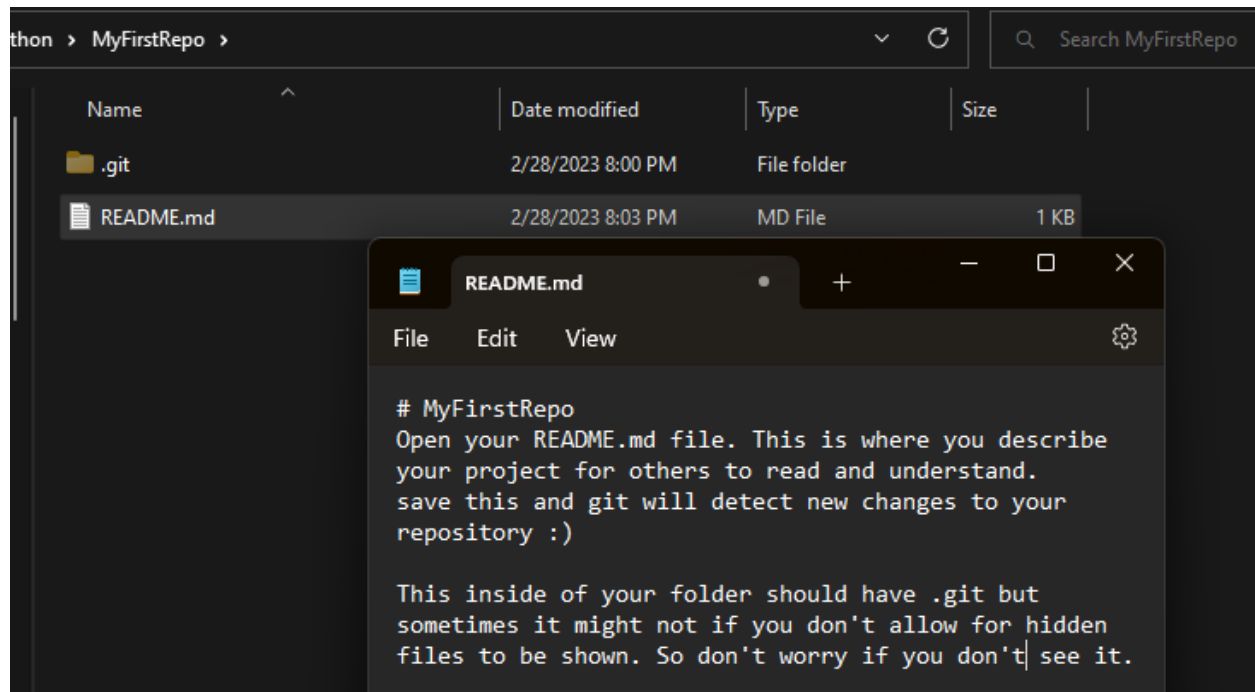 thon > MyFirstRepo >
Search MyFirstRepo
Name Date modified Type Size
.git 2/28/2023 8:00 PM File folder
README.md 2/28/2023 8:03 PM MD File 1 KB
README.md
File Edit View
# MyFirstRepo
Open your README.md file. This is where you describe
your project for others to read and understand.
save this and git will detect new changes to your
repository :)
This inside of your folder should have .git but
sometimes it might not if you don't allow for hidden
files to be shown. So don't worry if you don't see it.